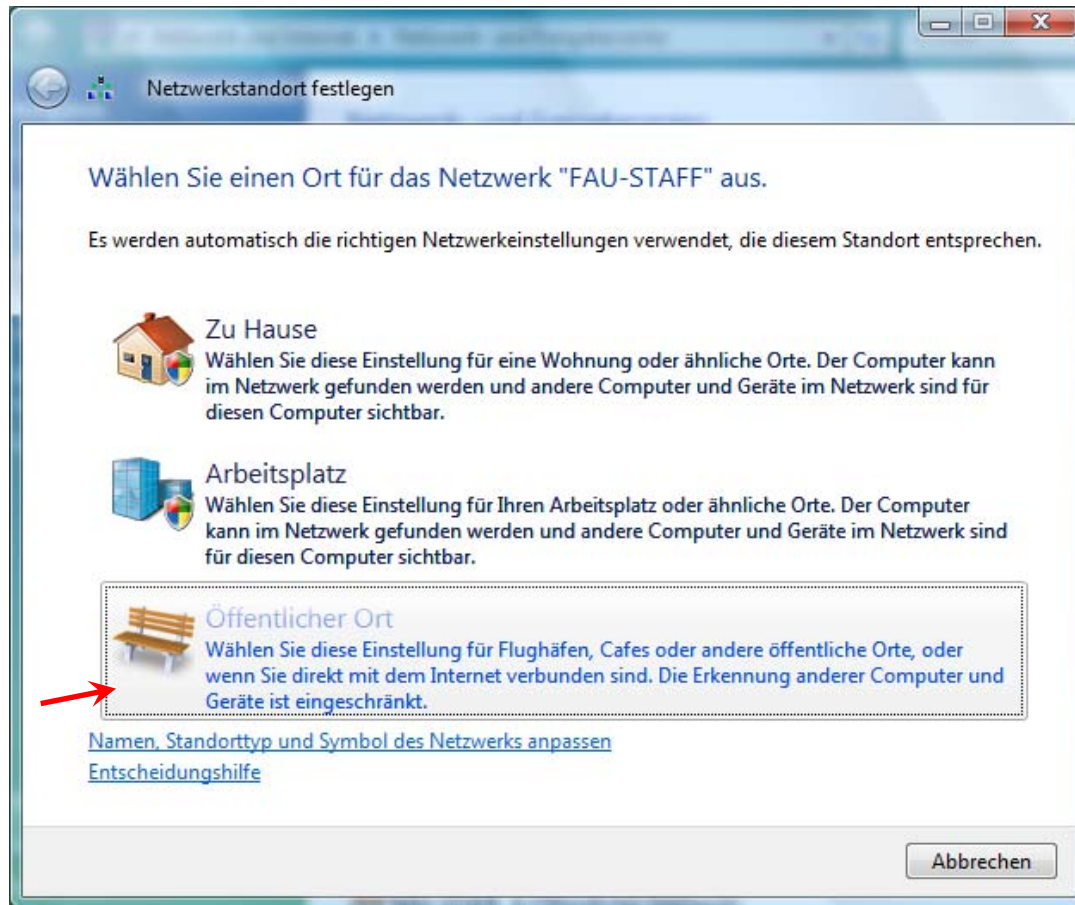 Netzwerkstandort festlegen
Wählen Sie einen Ort für das Netzwerk "FAU-STAFF" aus.
Es werden automatisch die richtigen Netzwerkeinstellungen verwendet, die diesem Standort entsprechen.
Zu Hause
Wählen Sie diese Einstellung für eine Wohnung oder ähnliche Orte. Der Computer kann
im Netzwerk gefunden werden und andere Computer und Geräte im Netzwerk sind für
diesen Computer sichtbar.
Arbeitsplatz
Wählen Sie diese Einstellung für Ihren Arbeitsplatz oder ähnliche Orte. Der Computer
kann im Netzwerk gefunden werden und andere Computer und Geräte im Netzwerk sind
für diesen Computer sichtbar.
Öffentlicher Ort
Wählen Sie diese Einstellung für Flughäfen, Cafes oder andere öffentliche Orte, oder
wenn Sie direkt mit dem Internet verbunden sind. Die Erkennung anderer Computer und
Geräte ist eingeschränkt.
Namen, Standorttyp und Symbol des Netzwerks anpassen
Entscheidungshilfe
Abbrechen